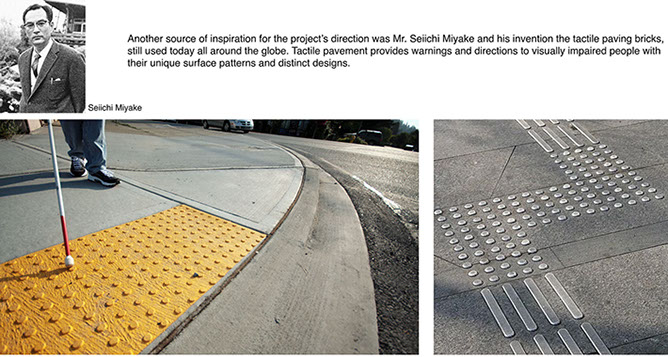 Another source of inspiration for the project's direction was Mr. Seiichi Miyake and his invention the tactile paving bricks,
still used today all around the globe. Tactile pavement provides warnings and directions to visually impaired people with
their unique surface patterns and distinct designs.
Seiichi Miyake